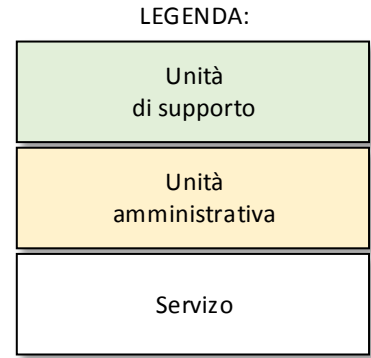 LEGENDA:
Unità
di supporto
Unità
amministrativa
Servizo